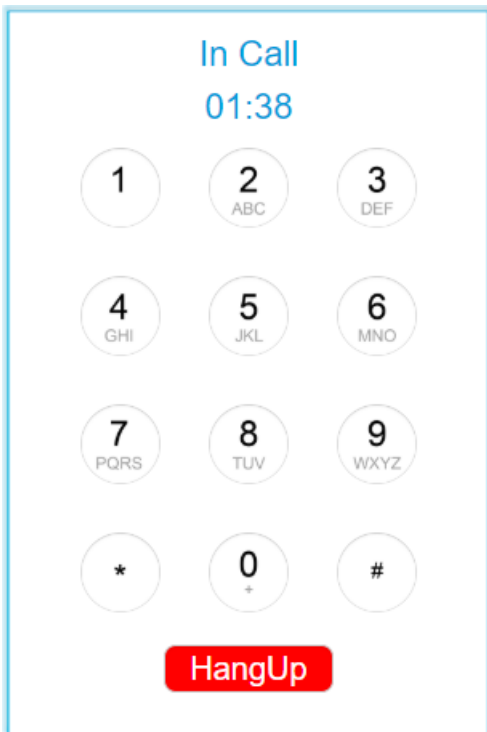 In Call
01:38
1 2 3
ABC DEF
4 5 6
GHI JKL MNO
7 8 9
PQRS TUV WXYZ
* 0 #
+
HangUp